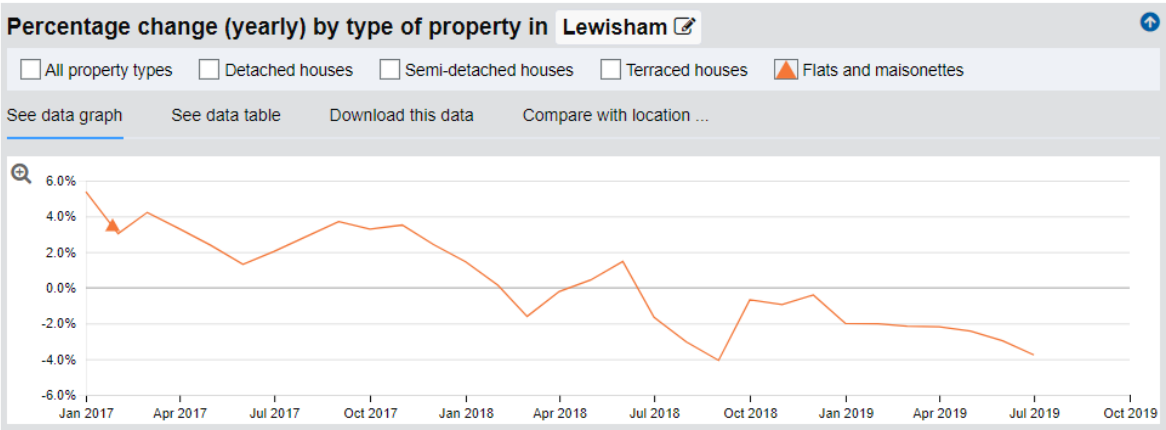 Percentage change (yearly) by type of property in Lewisham
All property types Detached houses Semi-detached houses Terraced houses Flats and maisonettes
See data graph See data table Download this data Compare with location ...
6.0%
4.0%
2.0%
0.0%
-2.0%
-4.0%
-6.0%
Jan 2017 Apr 2017 Jul 2017 Oct 2017 Jan 2018 Apr 2018 Jul 2018 Oct 2018 Jan 2019 Apr 2019 Jul 2019 Oct 2019